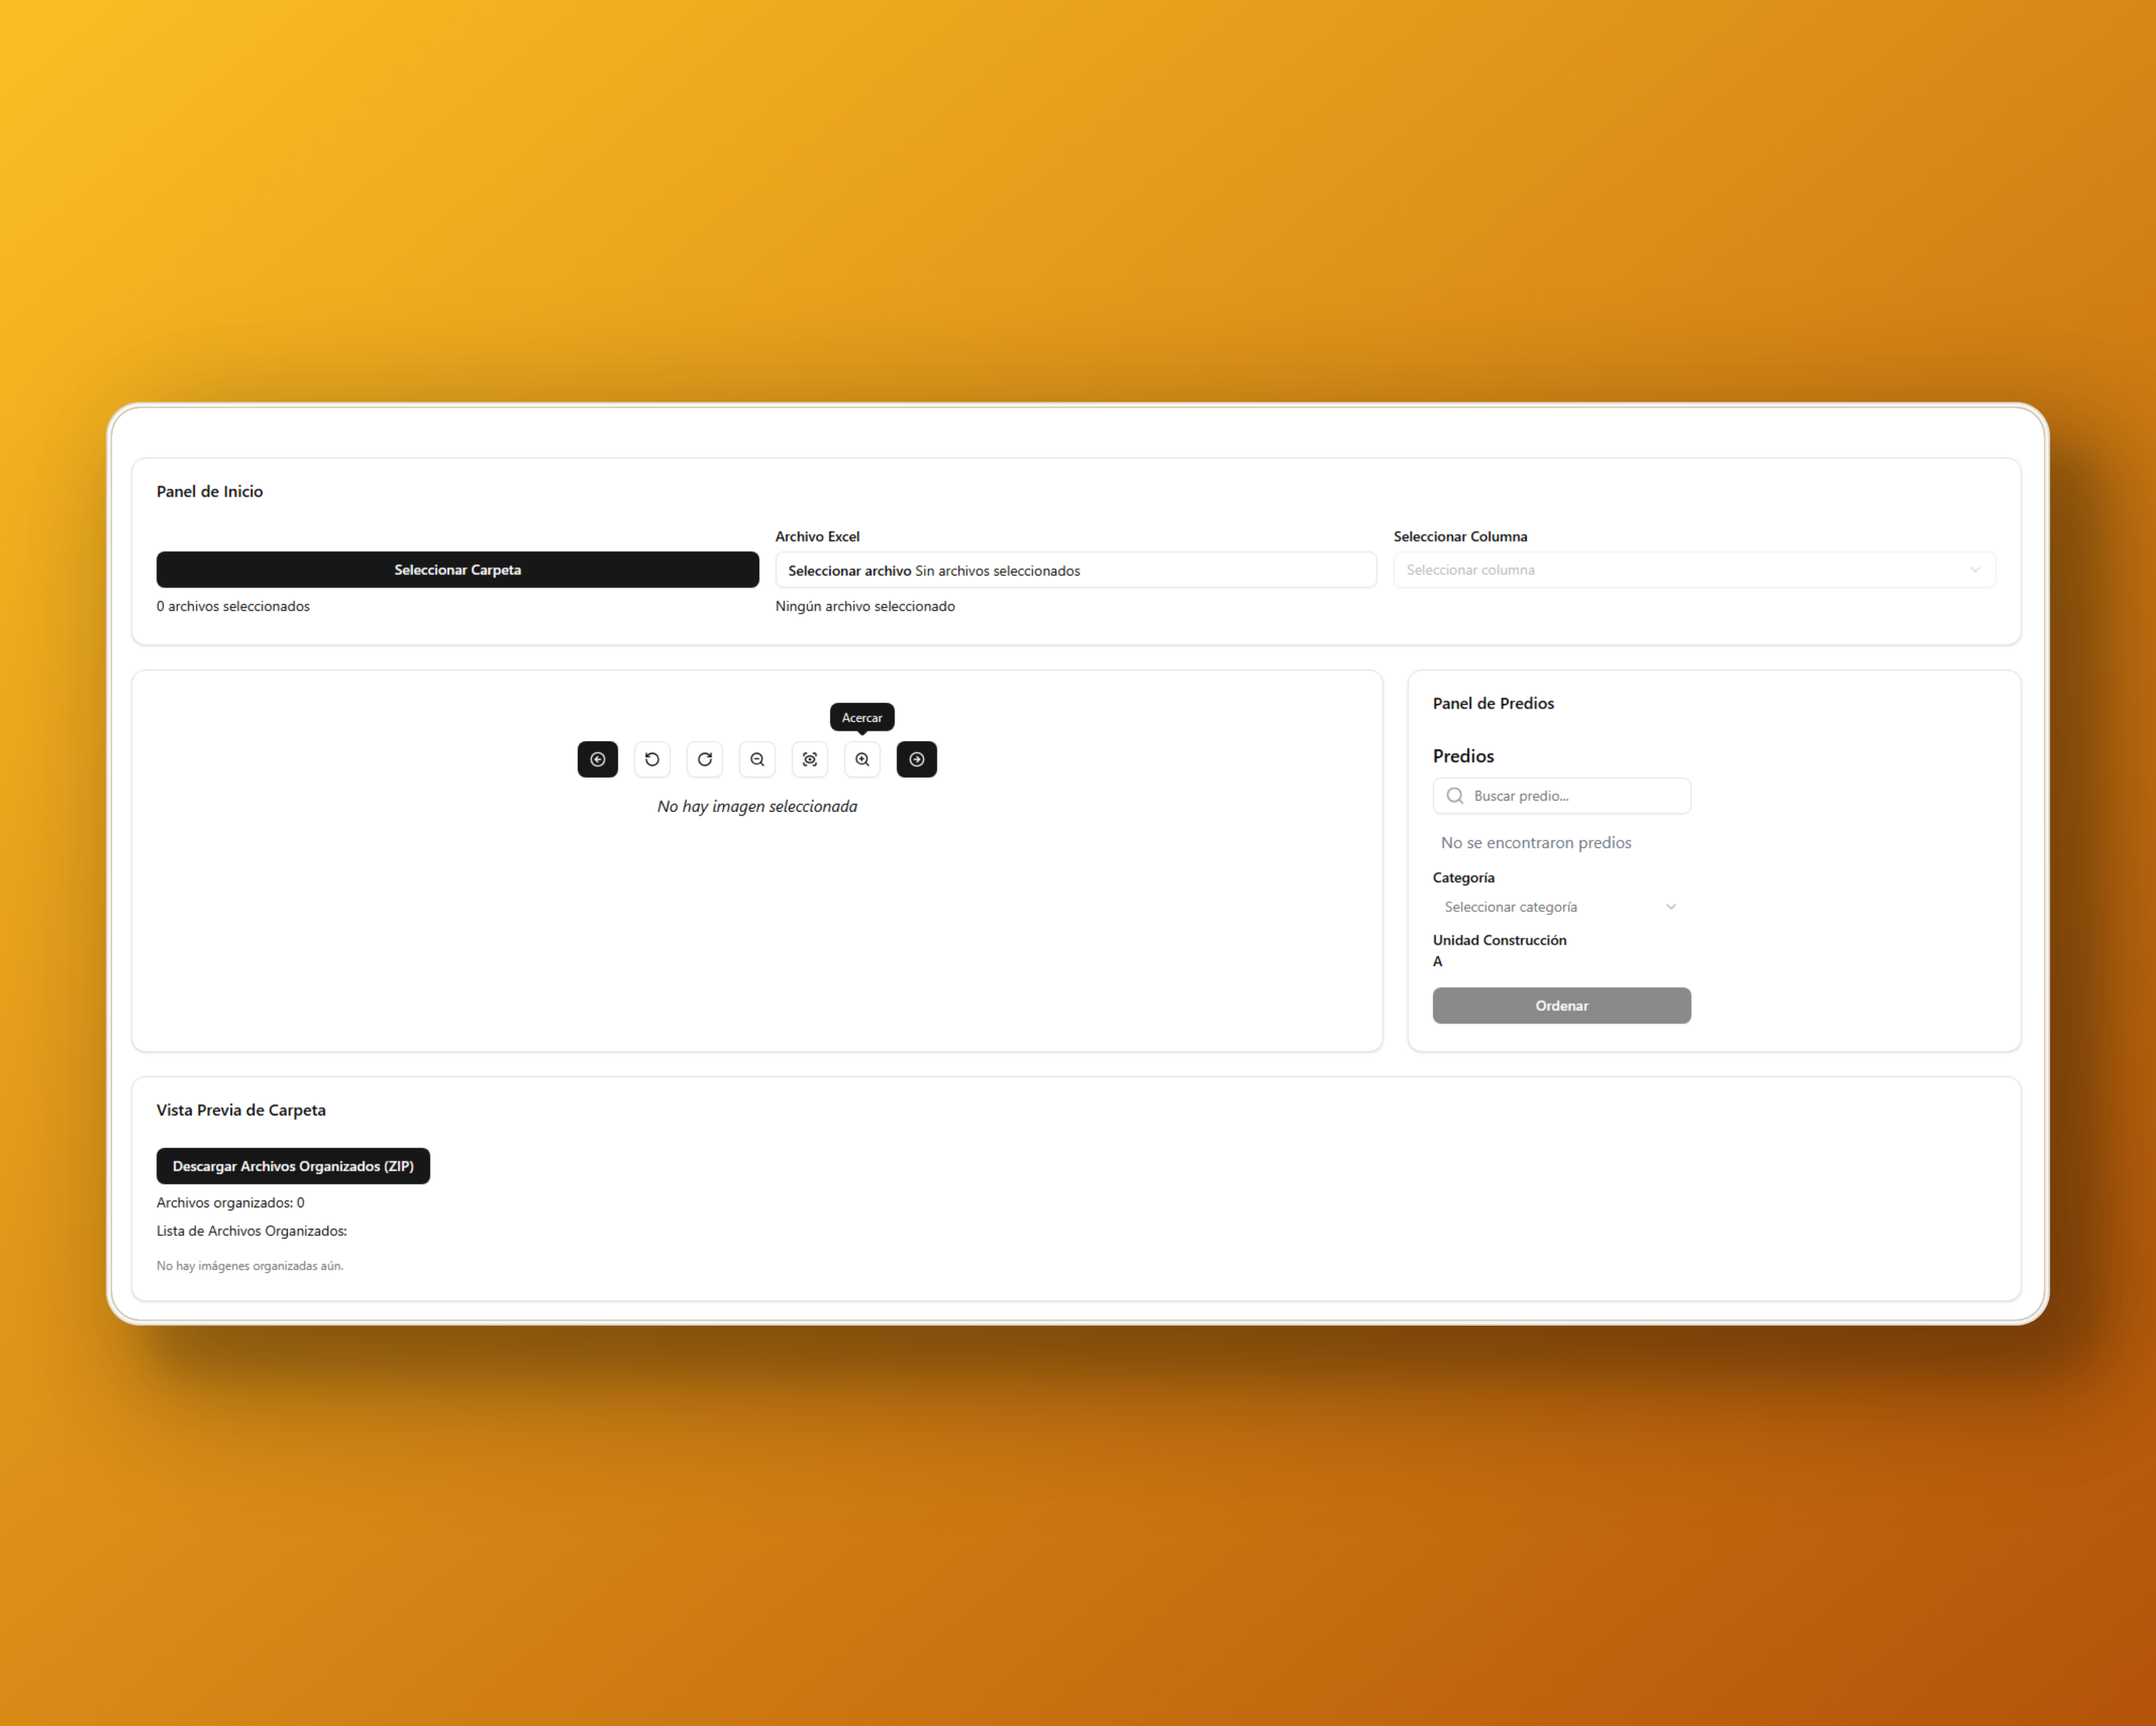 Panel de Inicio
Seleccionar Carpeta
0 archivos seleccionados
Archivo Excel
Seleccionar archivo Sin archivos seleccionados
Ningún archivo seleccionado
Seleccionar Columna
Seleccionar columna
Acercar
No hay imagen seleccionada
Panel de Predios
Predios
Buscar predio...
No se encontraron predios
Categoría
Seleccionar categoría
Unidad Construcción
A
Ordenar
Vista Previa de Carpeta
Descargar Archivos Organizados (ZIP)
Archivos organizados: 0
Lista de Archivos Organizados:
No hay imágenes organizadas aún.